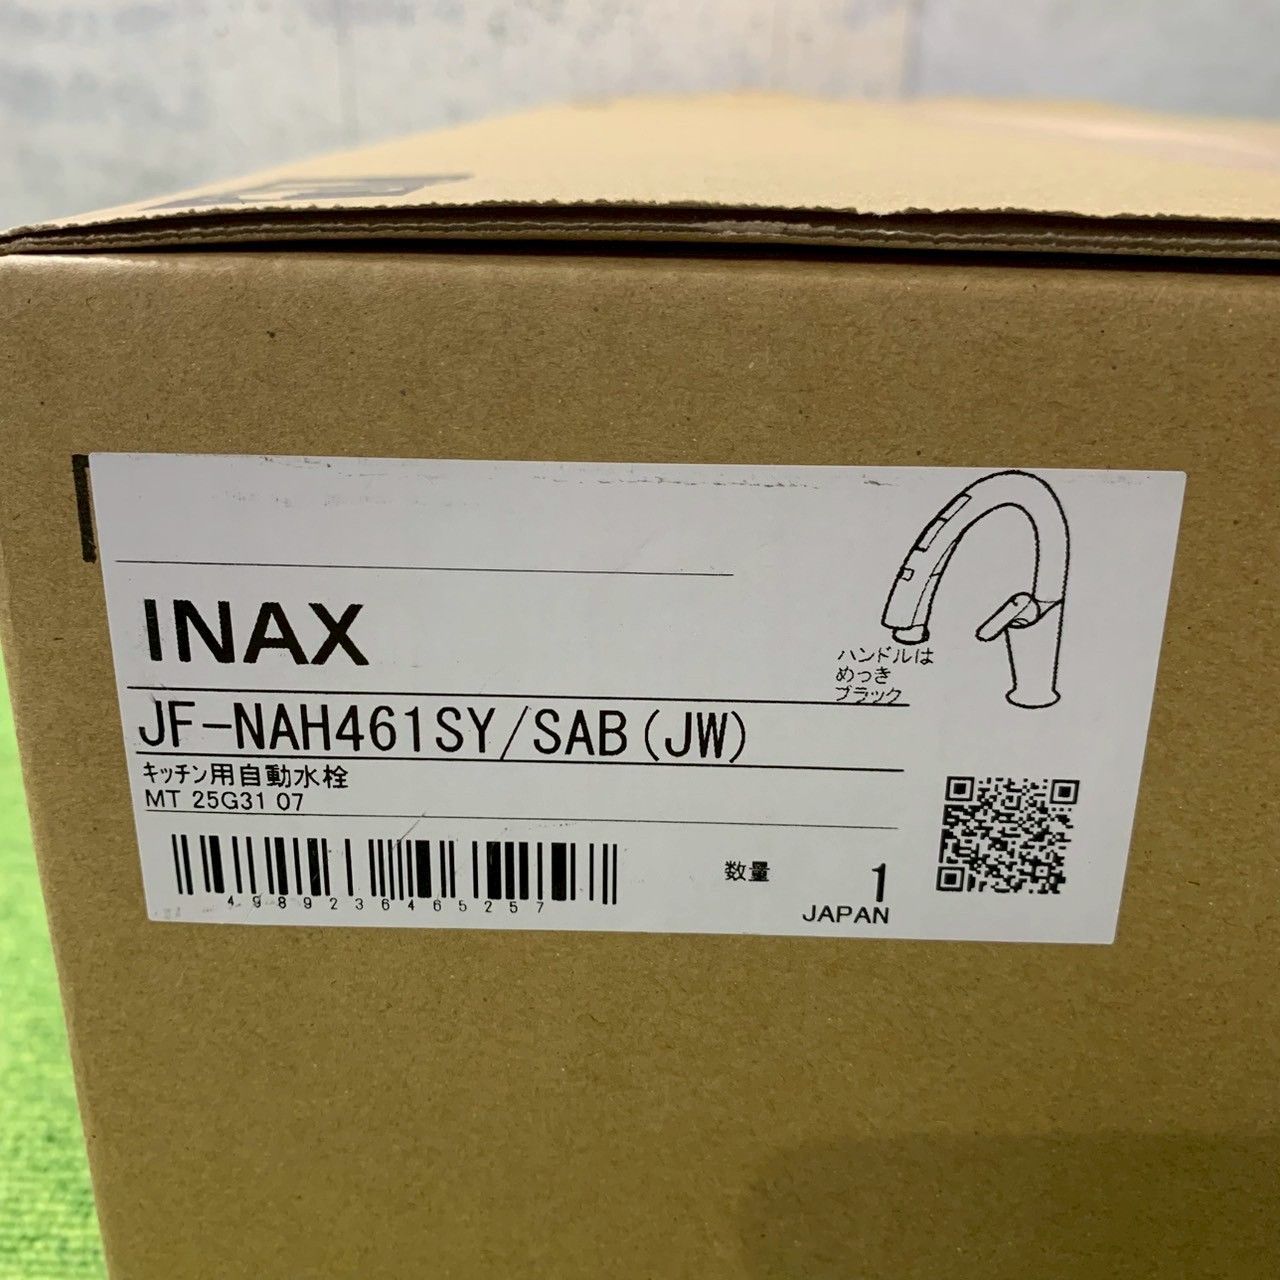 INAX
ハンドルは
めっき
ブラック
JF-NAH461SY/SAB(JW)
キッチン用自動水栓
MT 25G31 07
4989236465257
数量 1
JAPAN